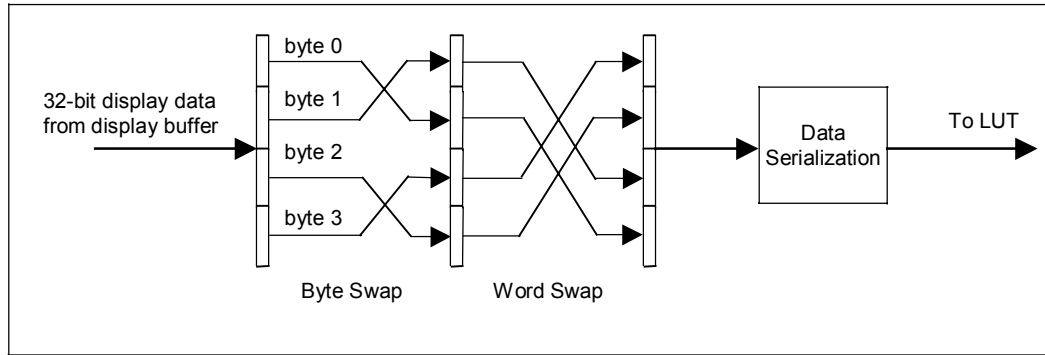 byte 0
32-bit display data
from display buffer
byte 1
byte 2
byte 3
Byte Swap
Word Swap
Data
Serialization
To LUT